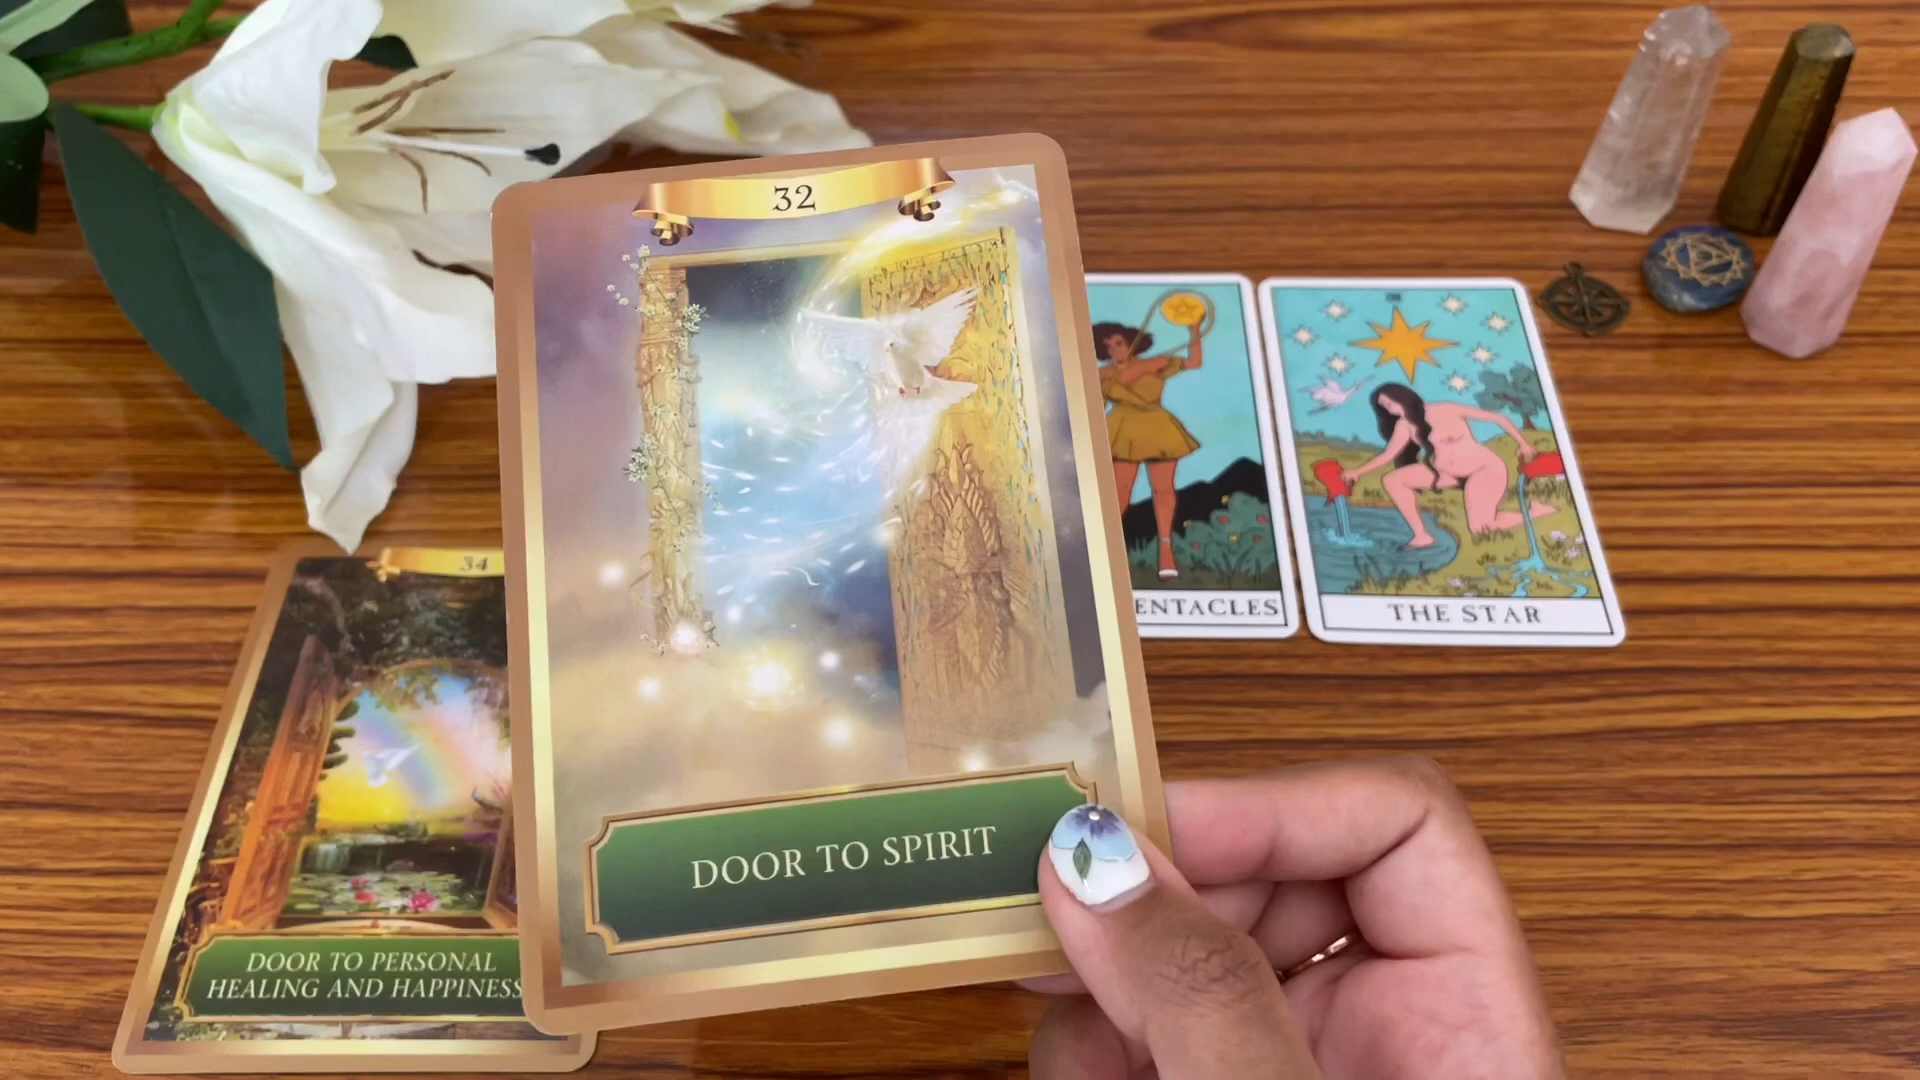 32
DOOR TO SPIRIT
34
DOOR TO PERSONAL
HEALING AND HAPPINESS
ENTACLES
THE STAR